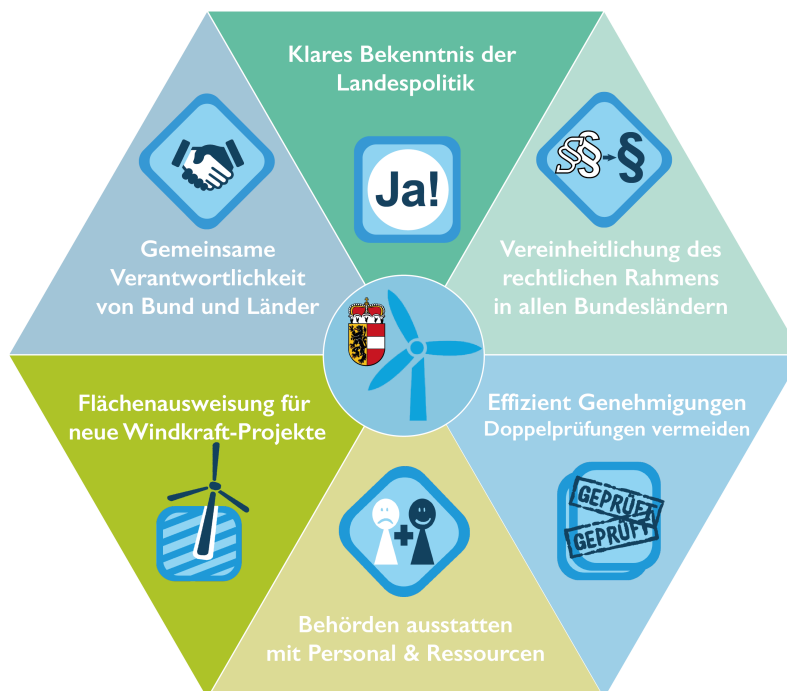 Klares Bekenntnis der
Landespolitik
Ja!
§§ → §
Gemeinsame
Verantwortlichkeit
von Bund und Länder
Vereinheitlichung des
rechtlichen Rahmens
in allen Bundesländern
Flächenausweisung für
neue Windkraft-Projekte
Effizient Genehmigungen
Doppelprüfungen vermeiden
GEPRÜFT
GEPRÜFT
+
Behörden ausstatten
mit Personal & Ressourcen